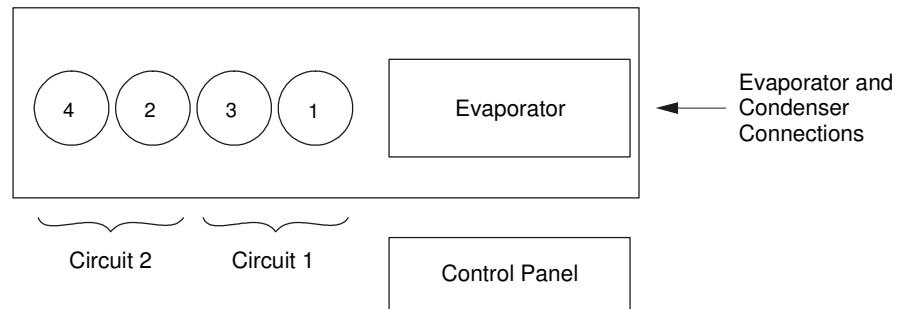 4
2
3
1
Evaporator
Evaporator and
Condenser
Connections
Circuit 2
Circuit 1
Control Panel